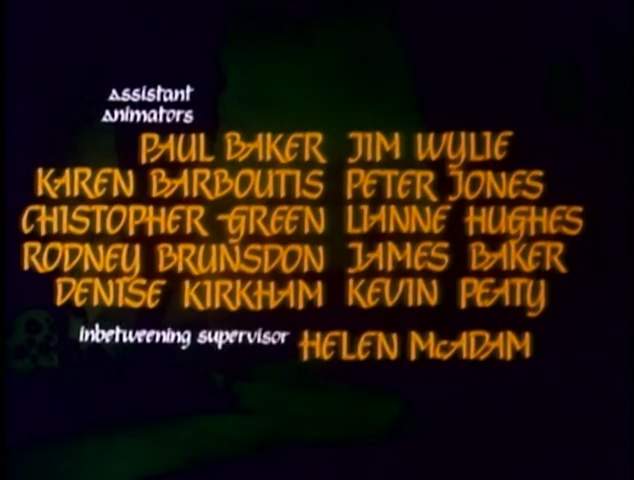 assistant
animators
PAUL BAKER JIM WYLIE
KAREN BARBOUTIS PETER JONES
CHISTOPHER GREEN LIANNE HUGHES
RODNEY BRUNSDON JAMES BAKER
DENISE KIRKHAM KEVIN PEATY
inbetweening supervisor HELEN McADAM